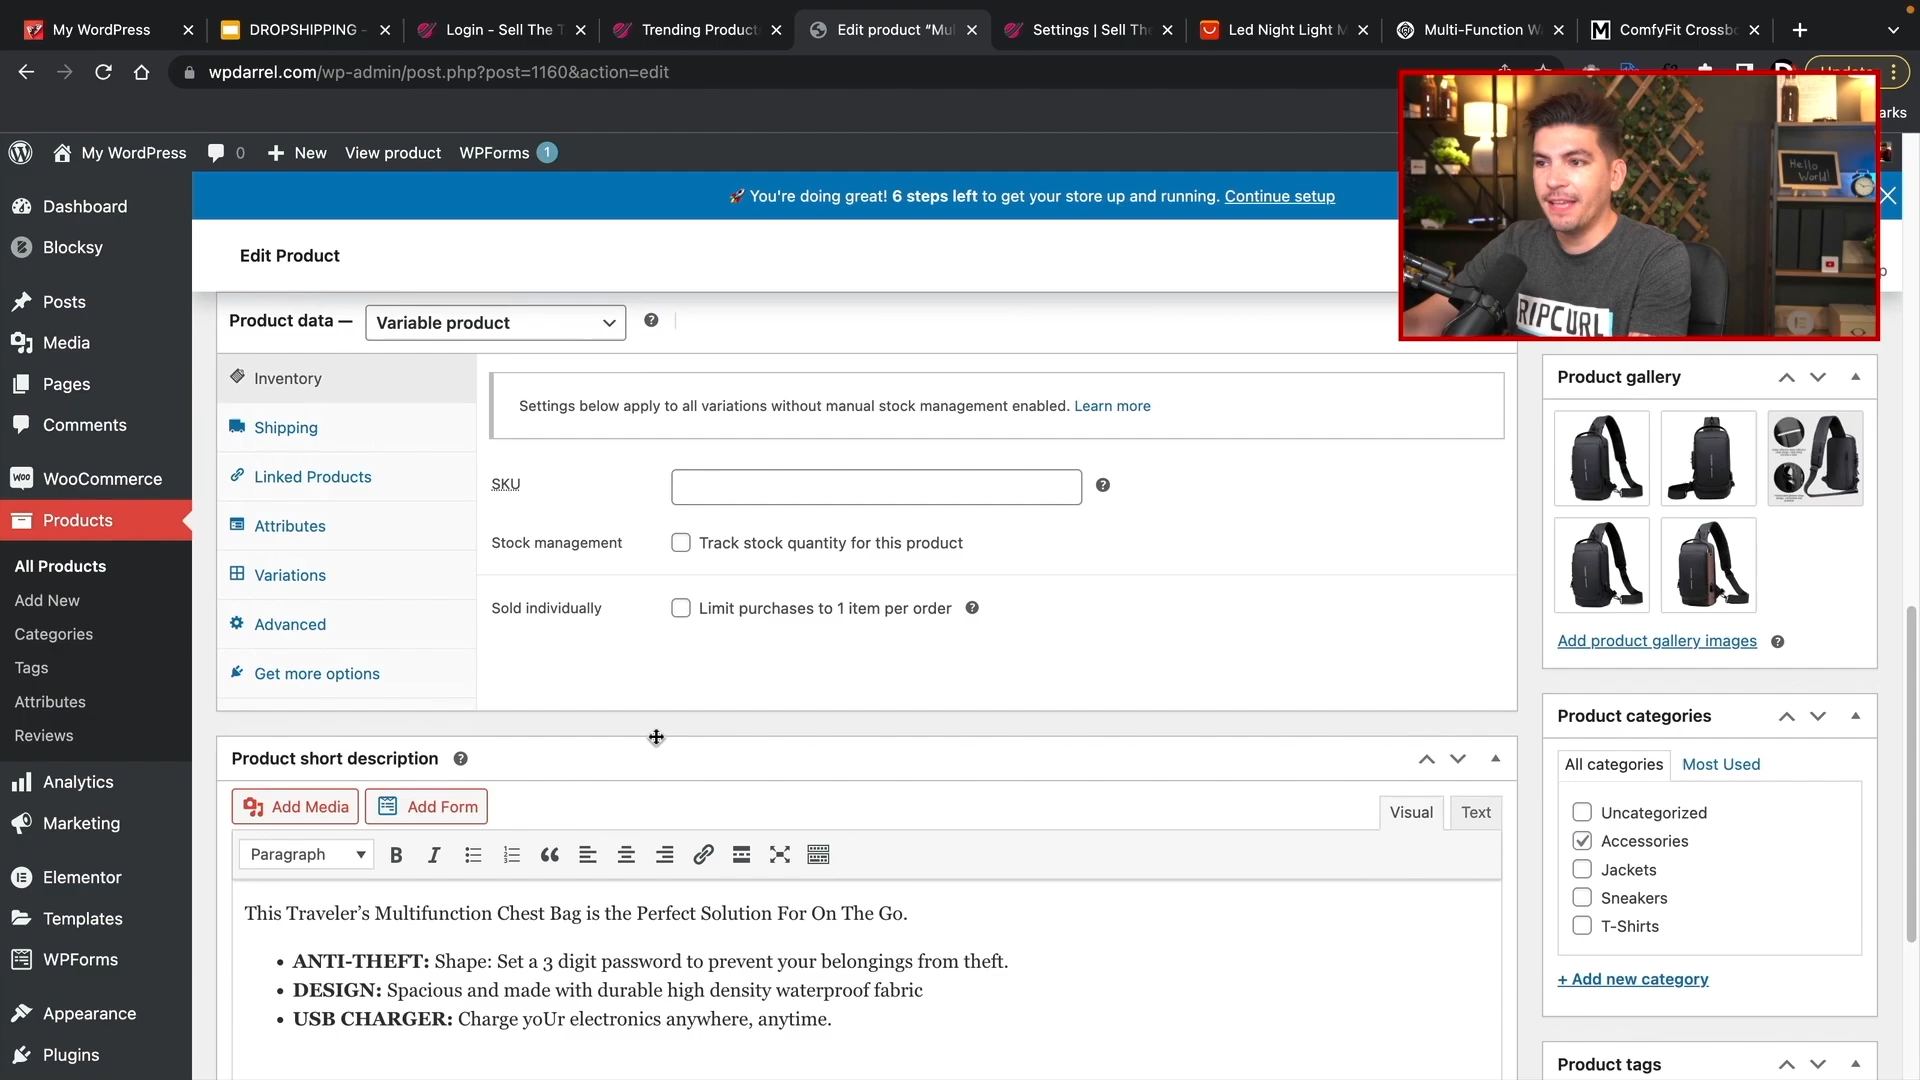 My WordPress
DROPSHIPPING -
Login - Sell The T
Trending Product
Edit product “Mul
Settings | Sell The
Led Night Light M
Multi-Function W
ComfyFit Crossbo
wpdarrel.com/wp-admin/post.php?post=1160&action=edit
My WordPress
0
New
View product
WPForms
1
You're doing great! 6 steps left to get your store up and running. Continue setup
Edit Product
Dashboard
Blocksy
Posts
Media
Pages
Comments
WooCommerce
Products
All Products
Add New
Categories
Tags
Attributes
Reviews
Analytics
Marketing
Elementor
Templates
WPForms
Appearance
Plugins
Product data —
Variable product
Inventory
Shipping
Linked Products
Attributes
Variations
Advanced
Get more options
Settings below apply to all variations without manual stock management enabled. Learn more
SKU
Stock management
Track stock quantity for this product
Sold individually
Limit purchases to 1 item per order
Product short description
Add Media
Add Form
Visual
Text
Paragraph
This Traveler’s Multifunction Chest Bag is the Perfect Solution For On The Go.
ANTI-THEFT: Shape: Set a 3 digit password to prevent your belongings from theft.
DESIGN: Spacious and made with durable high density waterproof fabric
USB CHARGER: Charge yoUr electronics anywhere, anytime.
Hello
World!
RIPCURL
Product gallery
Add product gallery images
Product categories
All categories
Most Used
Uncategorized
Accessories
Jackets
Sneakers
T-Shirts
+ Add new category
Product tags